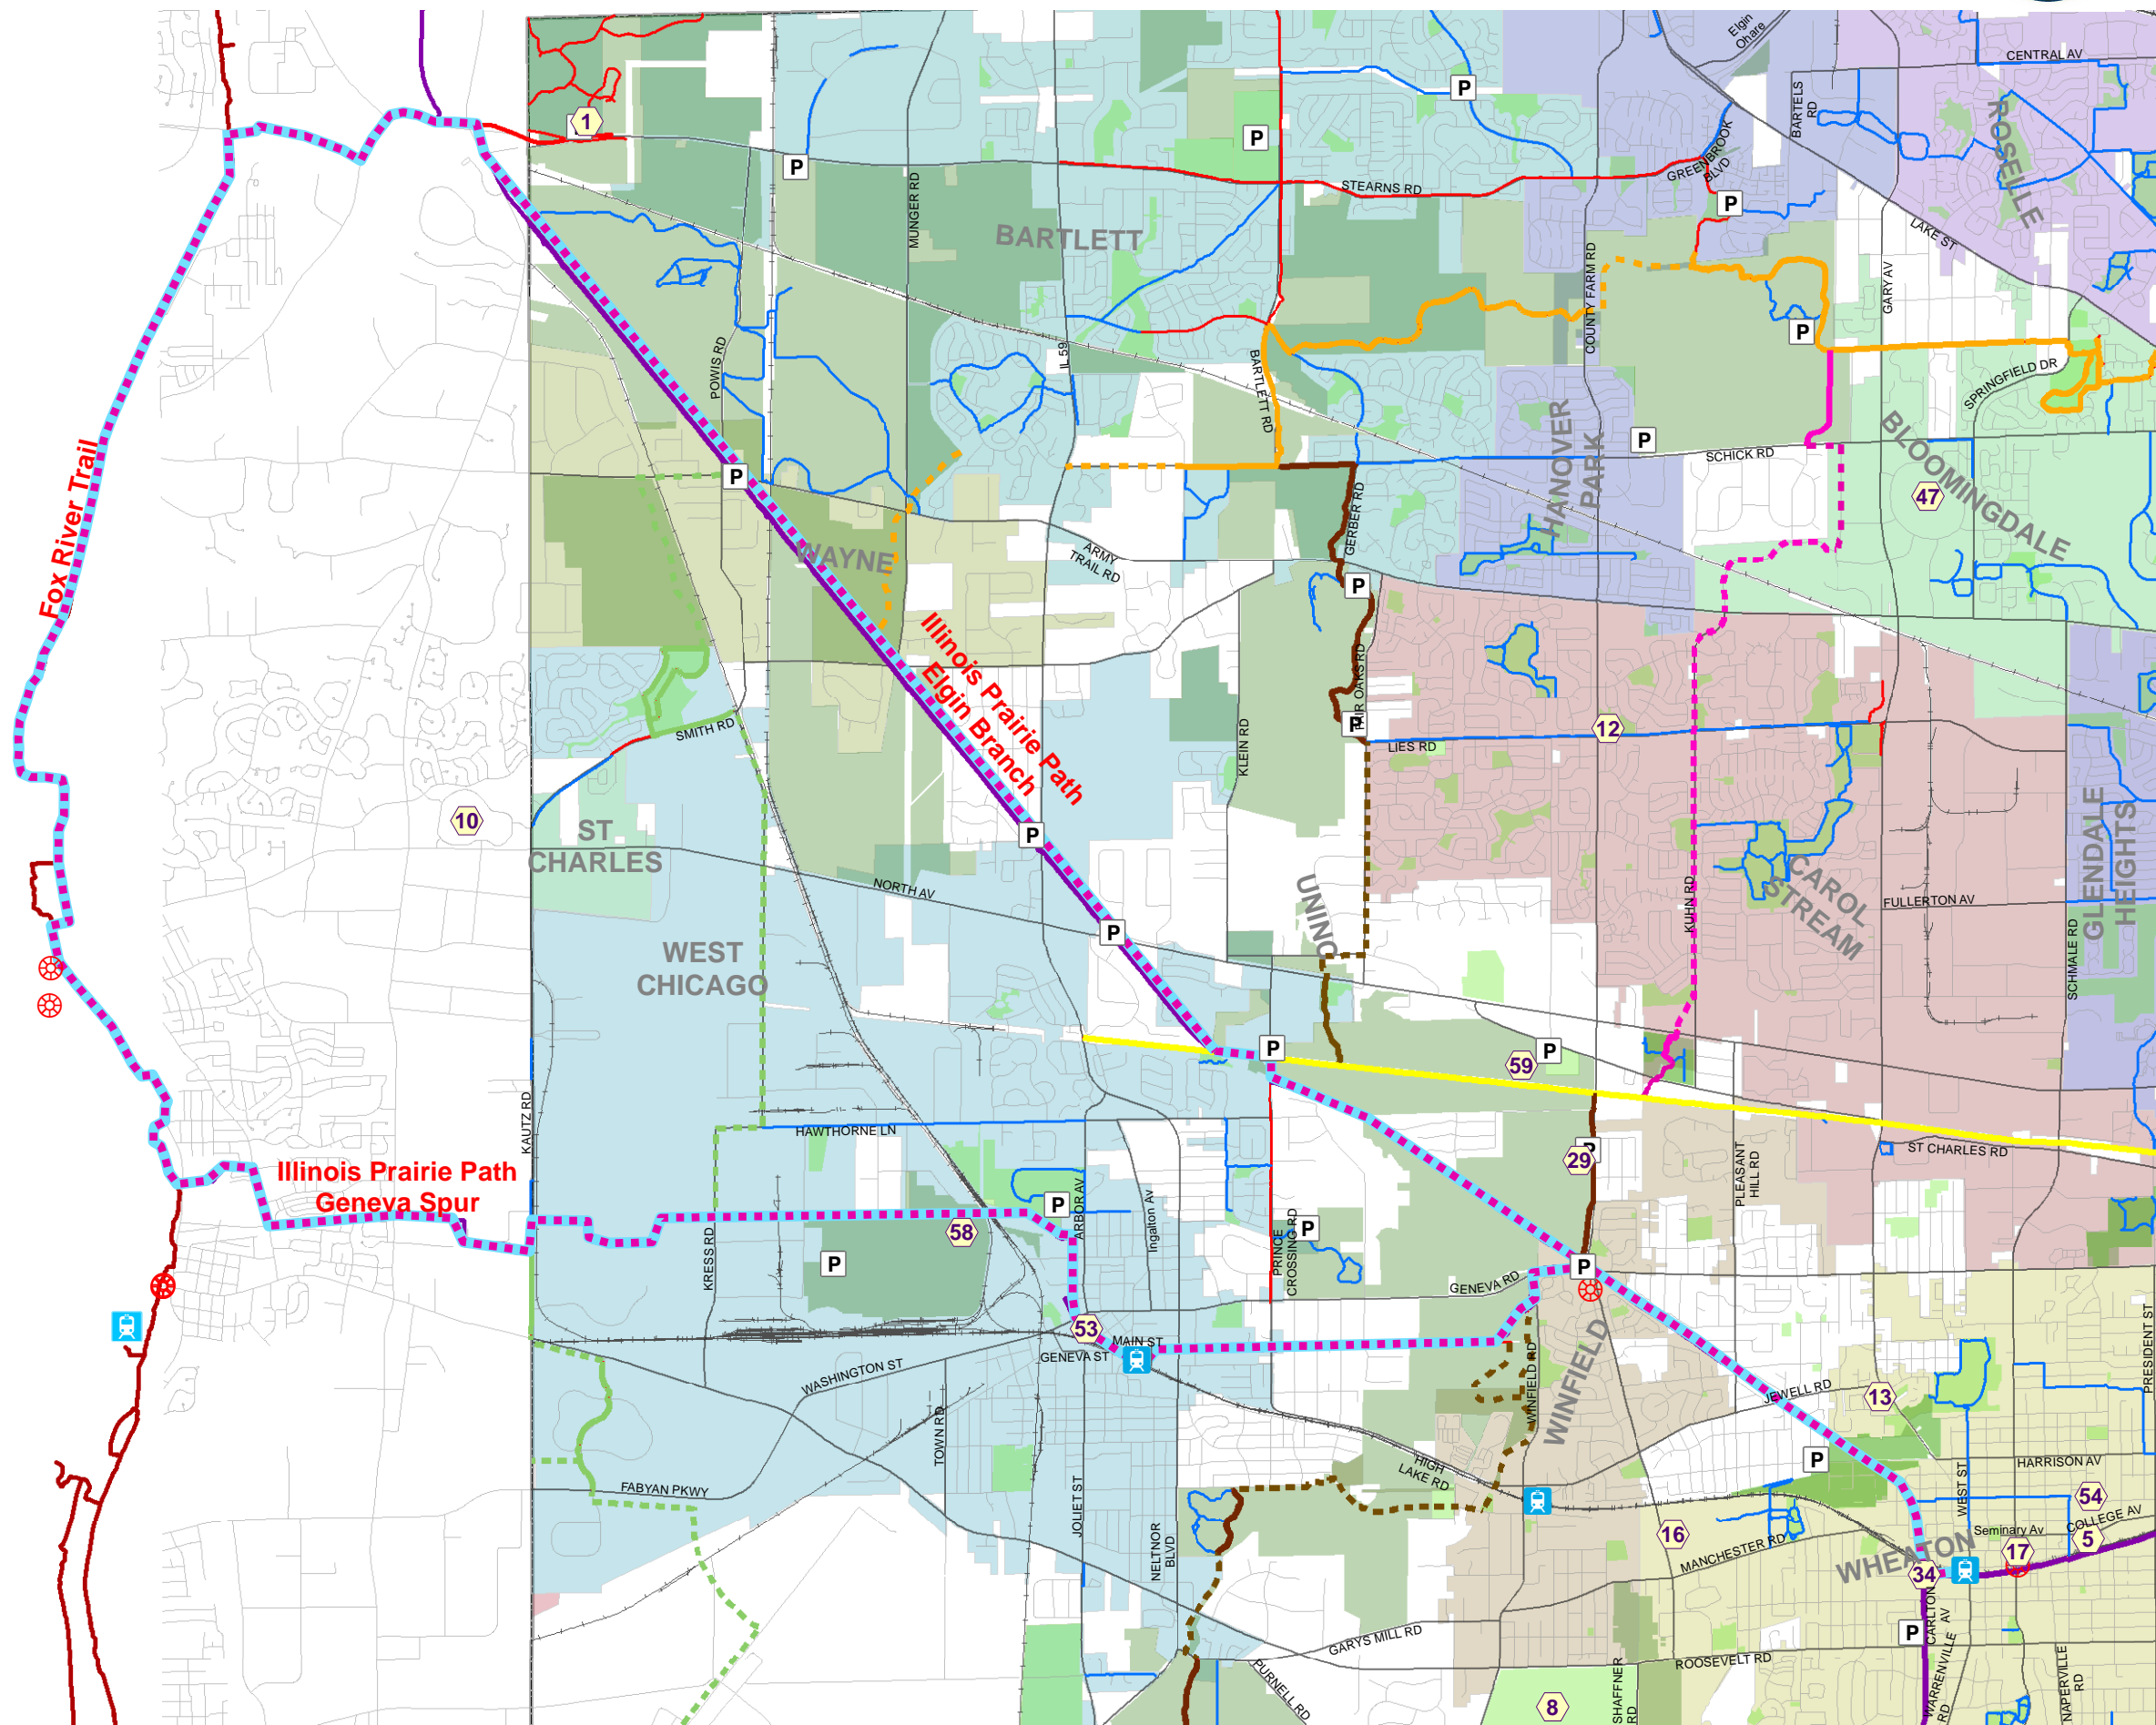 CENTRAL AV
Elgin
Ohare
BARTELS
RD
ROSELLE
1
P
P
P
STEARNS RD
GREENBROOK
BLVD
P
MUNGER RD
BARTLETT
LAKE ST
COUNTY FARM RD
GARY AV
P
POWIS RD
IL 59
BARTLETT RD
SPRINGFIELD DR
HANOVER
PARK
P
SCHICK RD
BLOOMINGDALE
47
P
Fox River Trail
WAYNE
ARMY
TRAIL RD
GERBER RD
P
Illinois Prairie Path
Elgin Branch
FAIR OAKS RD
P
SMITH RD
KLEIN RD
LIES RD
12
10
ST
CHARLES
P
GLENDALE
HEIGHTS
NORTH AV
UNINC
KUHN RD
CAROL
STREAM
FULLERTON AV
P
WEST
CHICAGO
SCHMALE RD
P
P
59
KAUTZ RD
HAWTHORNE LN
P
29
PLEASANT
HILL RD
ST CHARLES RD
Illinois Prairie Path
Geneva Spur
P
ARBOR AV
Ingalton Av
58
KRESS RD
P
PRINCE
CROSSING RD
P
P
GENEVA RD
53
MAIN ST
GENEVA ST
WASHINGTON ST
WINFIELD RD
WINFIELD
JEWELL RD
13
PRESIDENT ST
TOWN RD
P
HARRISON AV
HIGH
LAKE RD
FABYAN PKWY
JOLIET ST
WEST ST
54
COLLEGE AV
NELTNOR
BLVD
16
MANCHESTER RD
Seminary Av
5
17
WHEATON
34
CARLTON
AV
P
GARYS MILL RD
ROOSEVELT RD
PURNELL RD
SHAFFNER
RD
WARRENVILLE
RD
NAPERVILLE
RD
8